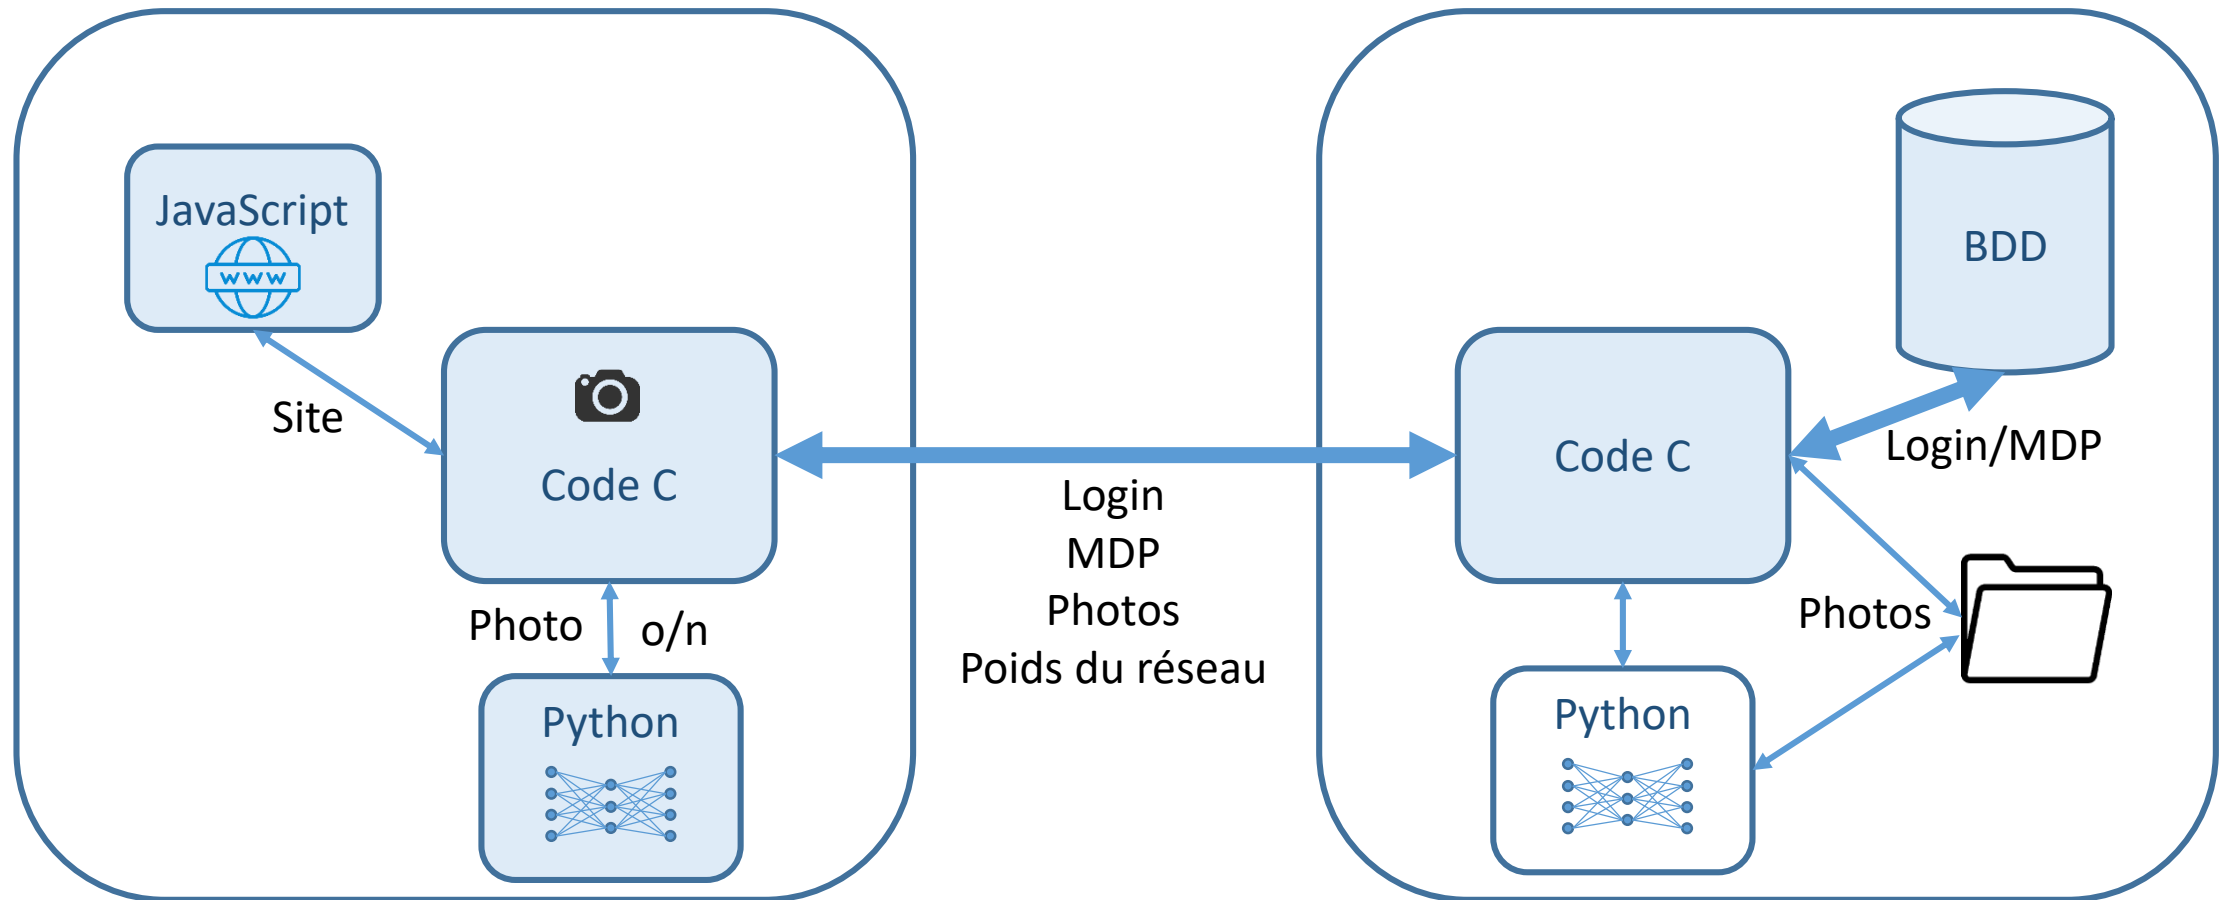 JavaScript
www
Site
Code C
Photo
o/n
Python
Login
MDP
Photos
Poids du réseau
BDD
Code C
Login/MDP
Photos
Python